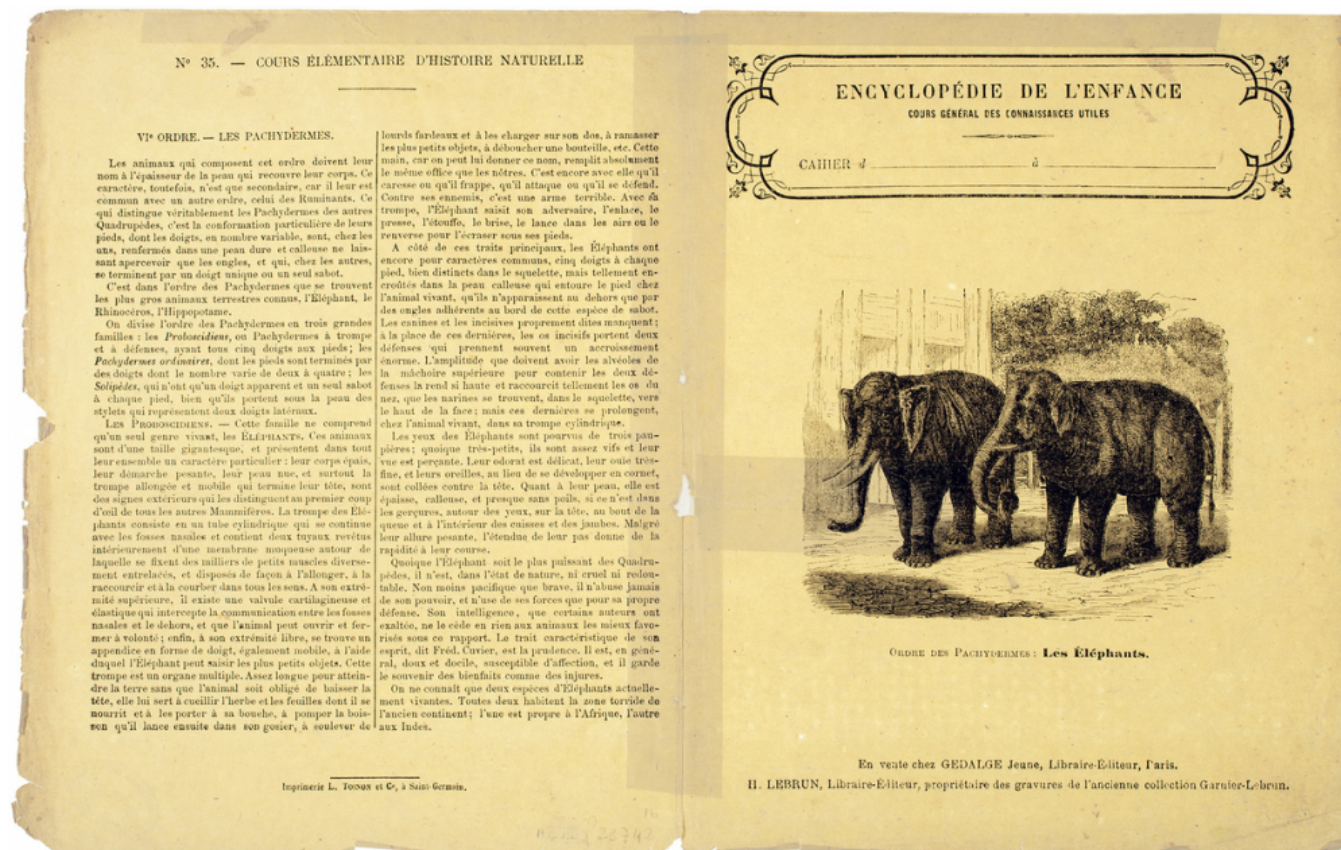 Nº 35. — COURS ÉLÉMENTAIRE D'HISTOIRE NATURELLE
VIᵉ ORDRE. — LES PACHYDERMES.
Les animaux qui composent cet ordre doivent leur
nom à l'épaisseur de la peau qui recouvre leur corps. Ce
caractère, toutefois, n'est que secondaire, car il leur est
commun avec un autre ordre, celui des Ruminants. Ce
qui distingue véritablement les Pachydermes des autres
Quadrupèdes, c'est la conformation particulière de leurs
pieds, dont les doigts, en nombre variable, sont, chez les
uns, renfermés dans une peau dure et calleuse ne lais-
sant apercevoir que les ongles, et qui, chez les autres,
se terminent par un doigt unique ou un seul sabot.
C'est dans l'ordre des Pachydermes que se trouvent
les plus gros animaux terrestres connus, l'Éléphant, le
Rhinocéros, l'Hippopotame.
On divise l'ordre des Pachydermes en trois grandes
familles : les Proboscidiens, ou Pachydermes à trompe
et à défenses, ayant tous cinq doigts aux pieds; les
Pachydermes ordinaires, dont les pieds sont terminés par
des doigts dont le nombre varie de deux à quatre; les
Solipèdes, qui n'ont qu'un doigt apparent et un seul sabot
à chaque pied, bien qu'ils portent sous la peau des
stylets qui représentent deux doigts latéraux.
LES PROBOSCIDIENS. — Cette famille ne comprend
qu'un seul genre vivant, les ÉLÉPHANTS. Ces animaux
sont d'une taille gigantesque, et présentent dans tout
leur ensemble un caractère particulier : leur corps épais,
leur démarche pesante, leur peau nue, et surtout la
trompe allongée et mobile qui termine leur tête, sont
des signes extérieurs qui les distinguent au premier coup
d'œil de tous les autres Mammifères. La trompe des Élé-
phants consiste en un tube cylindrique qui se continue
avec les fosses nasales et contient deux tuyaux revêtus
intérieurement d'une membrane muqueuse autour de
laquelle se fixent des milliers de petits muscles diverse-
ment entrelacés, et disposés de façon à l'allonger, à la
raccourcir et à la courber dans tous les sens. A son extré-
mité supérieure, il existe une valvule cartilagineuse et
élastique qui intercepte la communication entre les fosses
nasales et le dehors, et que l'animal peut ouvrir et fer-
mer à volonté; enfin, à son extrémité libre, se trouve un
appendice en forme de doigt, également mobile, à l'aide
duquel l'Éléphant peut saisir les plus petits objets. Cette
trompe est un organe multiple. Assez longue pour attein-
dre la terre sans que l'animal soit obligé de baisser la
tête, elle lui sert à cueillir l'herbe et les feuilles dont il se
nourrit et à les porter à sa bouche, à pomper la bois-
son qu'il lance ensuite dans son gosier, à soulever de
lourds fardeaux et à les charger sur son dos, à ramasser
les plus petits objets, à déboucher une bouteille, etc. Cette
main, car on peut lui donner ce nom, remplit absolument
le même office que les nôtres. C'est encore avec elle qu'il
caresse ou qu'il frappe, qu'il attaque ou qu'il se défend.
Contre ses ennemis, c'est une arme terrible. Avec sa
trompe, l'Éléphant saisit son adversaire, l'enlace, le
presse, l'étouffe, le brise, le lance dans les airs ou le
renverse pour l'écraser sous ses pieds.
A côté de ces traits principaux, les Éléphants ont
encore pour caractères communs, cinq doigts à chaque
pied, bien distincts dans le squelette, mais tellement en-
croûtés dans la peau calleuse qui entoure le pied chez
l'animal vivant, qu'ils n'apparaissent au dehors que par
des ongles adhérents au bord de cette espèce de sabot.
Les canines et les incisives proprement dites manquent;
à la place de ces dernières, les os incisifs portent deux
défenses qui prennent souvent un accroissement
énorme. L'amplitude que doivent avoir les alvéoles de
la mâchoire supérieure pour contenir les deux dé-
fenses la rend si haute et raccourcit tellement les os du
nez, que les narines se trouvent, dans le squelette, vers
le haut de la face; mais ces dernières se prolongent,
chez l'animal vivant, dans sa trompe cylindrique.
Les yeux des Éléphants sont pourvus de trois pau-
pières; quoique très-petits, ils sont assez vifs et leur
vue est perçante. Leur odorat est délicat, leur ouïe très-
fine, et leurs oreilles, au lieu de se développer en cornet,
sont collées contre la tête. Quant à leur peau, elle est
épaisse, calleuse, et presque sans poils, si ce n'est dans
les gerçures, autour des yeux, sur la tête, au bout de la
queue et à l'intérieur des cuisses et des jambes. Malgré
leur allure pesante, l'étendue de leur pas donne de la
rapidité à leur course.
Quoique l'Éléphant soit le plus puissant des Quadru-
pèdes, il n'est, dans l'état de nature, ni cruel ni redou-
table. Non moins pacifique que brave, il n'abuse jamais
de son pouvoir, et n'use de ses forces que pour sa propre
défense. Son intelligence, que certains auteurs ont
exaltée, ne le cède en rien aux animaux les mieux favo-
risés sous ce rapport. Le trait caractéristique de son
esprit, dit Fréd. Cuvier, est la prudence. Il est, en géné-
ral, doux et docile, susceptible d'affection, et il garde
le souvenir des bienfaits comme des injures.
On ne connaît que deux espèces d'Éléphants actuelle-
ment vivantes. Toutes deux habitent la zone torride de
l'ancien continent; l'une est propre à l'Afrique, l'autre
aux Indes.
Imprimerie L. TOINON et Cᵉ, à Saint-Germain.
ENCYCLOPÉDIE DE L'ENFANCE
COURS GÉNÉRAL DES CONNAISSANCES UTILES
CAHIER d à
ORDRE DES PACHYDERMES : Les Éléphants.
En vente chez GEDALGE Jeune, Libraire-Éditeur, Paris.
H. LEBRUN, Libraire-Éditeur, propriétaire des gravures de l'ancienne collection Garnier-Lebrun.